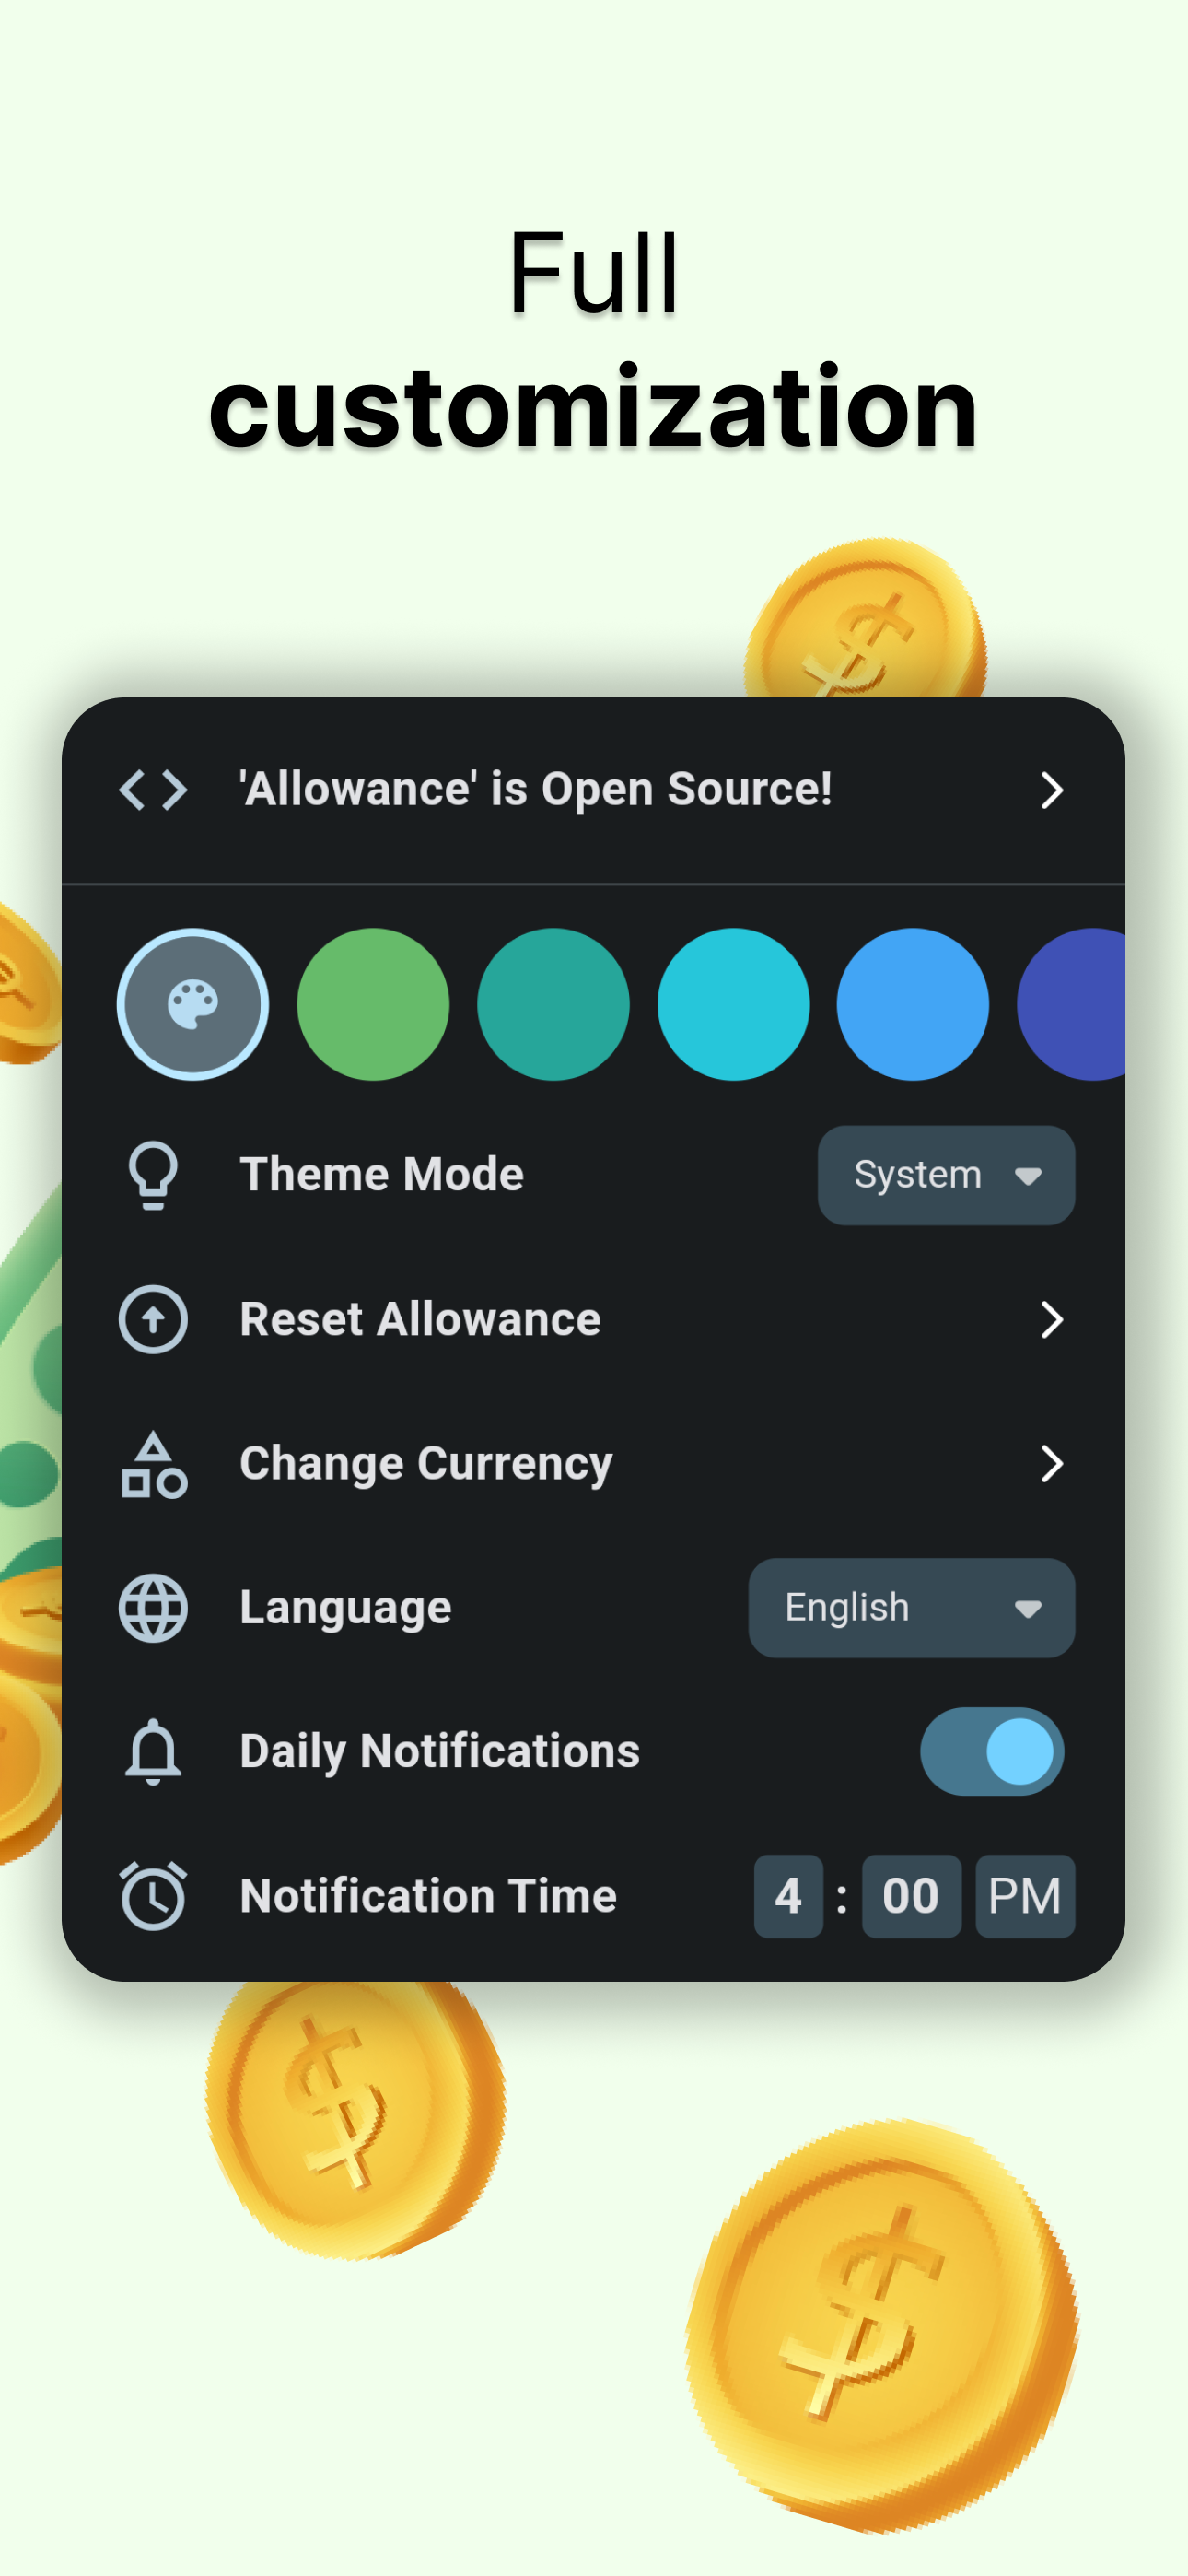 Full
customization
'Allowance' is Open Source!
Theme Mode System
Reset Allowance
Change Currency
Language English
Daily Notifications
Notification Time 4 : 00 PM